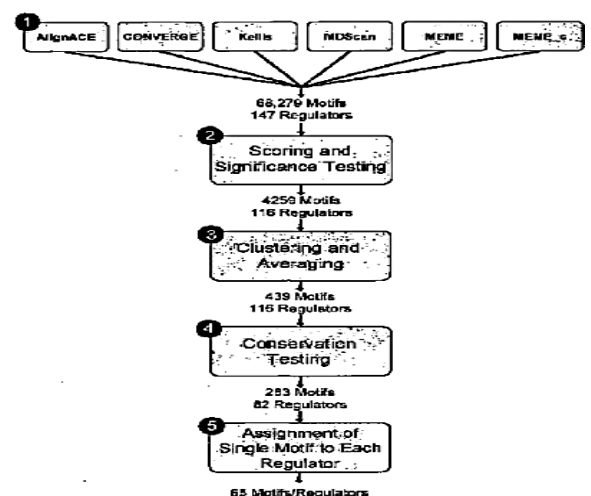 1
AlignACE CONVERGE Kellis MDScan MEME MEME_c
68,279 Motifs
147 Regulators
2
Scoring and
Significance Testing
4259 Motifs
116 Regulators
3
Clustering and
Averaging
439 Motifs
116 Regulators
4
Conservation
Testing
283 Motifs
82 Regulators
5
Assignment of
Single Motif to Each
Regulator
65 Motifs/Regulators